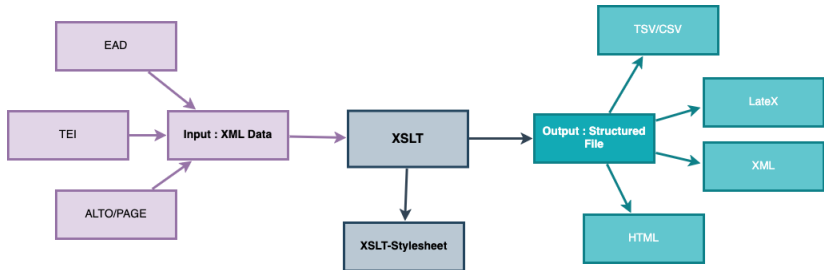 TSV/CSV
EAD
LateX
TEI
Input : XML Data
XSLT
Output : Structured
File
XML
ALTO/PAGE
XSLT-Stylesheet
HTML